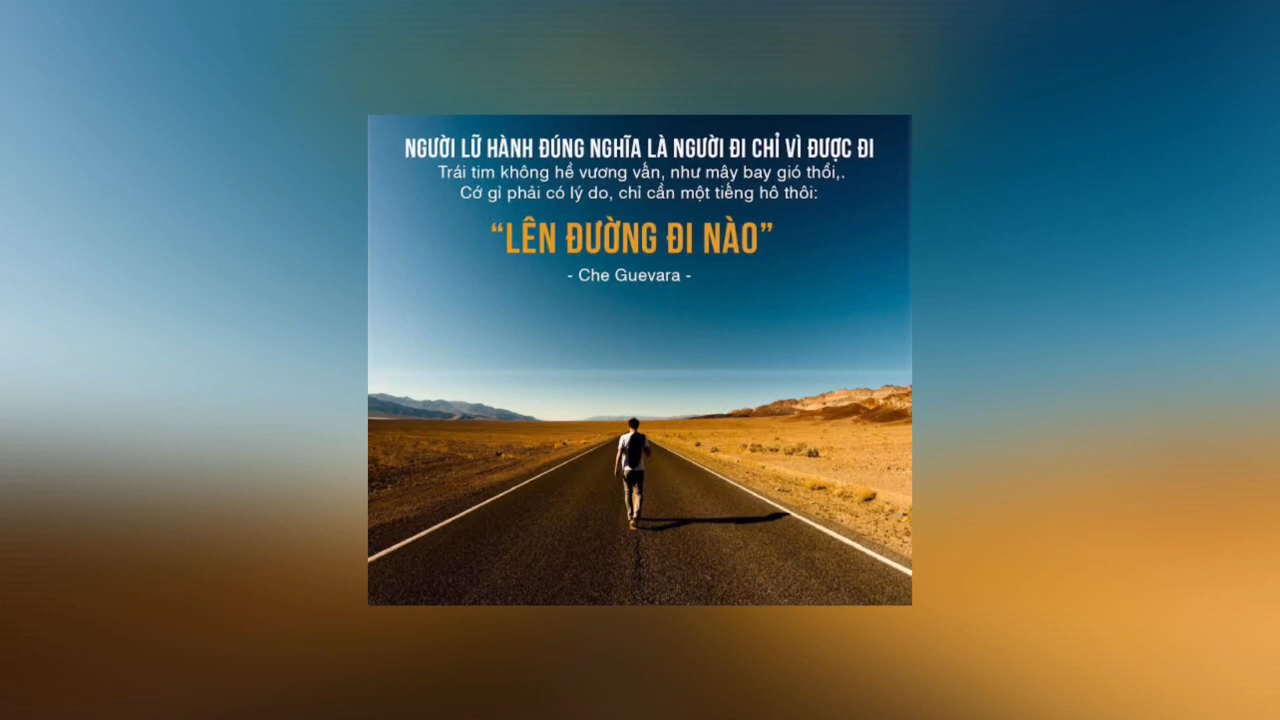 NGƯỜI LỮ HÀNH ĐÚNG NGHĨA LÀ NGƯỜI ĐI CHỈ VÌ ĐƯỢC ĐI
Trái tim không hề vương vấn, như mây bay gió thổi,.
Cớ gì phải có lý do, chỉ cần một tiếng hô thôi:
“LÊN ĐƯỜNG ĐI NÀO”
- Che Guevara -